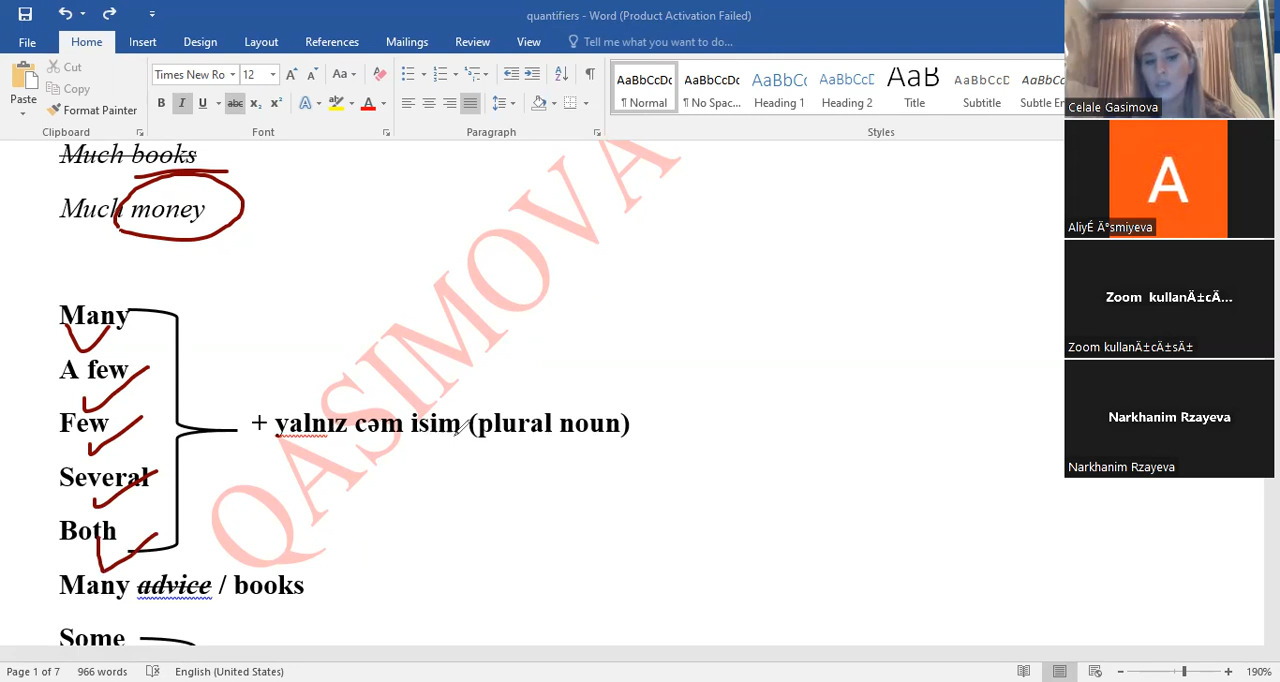 quantifiers - Word (Product Activation Failed)
File Home Insert Design Layout References Mailings Review View Tell me what you want to do...
Paste
Cut
Copy
Format Painter
Clipboard
Times New Ro 12
Font
Paragraph
AaBbCcDc AaBbCcDc AaBbC AaBbCcE AaB AaBbCcD
¶ Normal ¶ No Spac... Heading 1 Heading 2 Title Subtitle Subtle Em
Styles
Much books
Much money
Many
A few
Few
Several
Both
+ yalnız cəm isim (plural noun)
Many advice / books
Some
QASIMOVA
Celale Gasimova
A
AliyÉ Ä°smiyeva
Zoom kullanÄ±cÄ...
Zoom kullanÄ±cÄ±sÄ±
Narkhanim Rzayeva
Narkhanim Rzayeva
Page 1 of 7 966 words English (United States) 190%